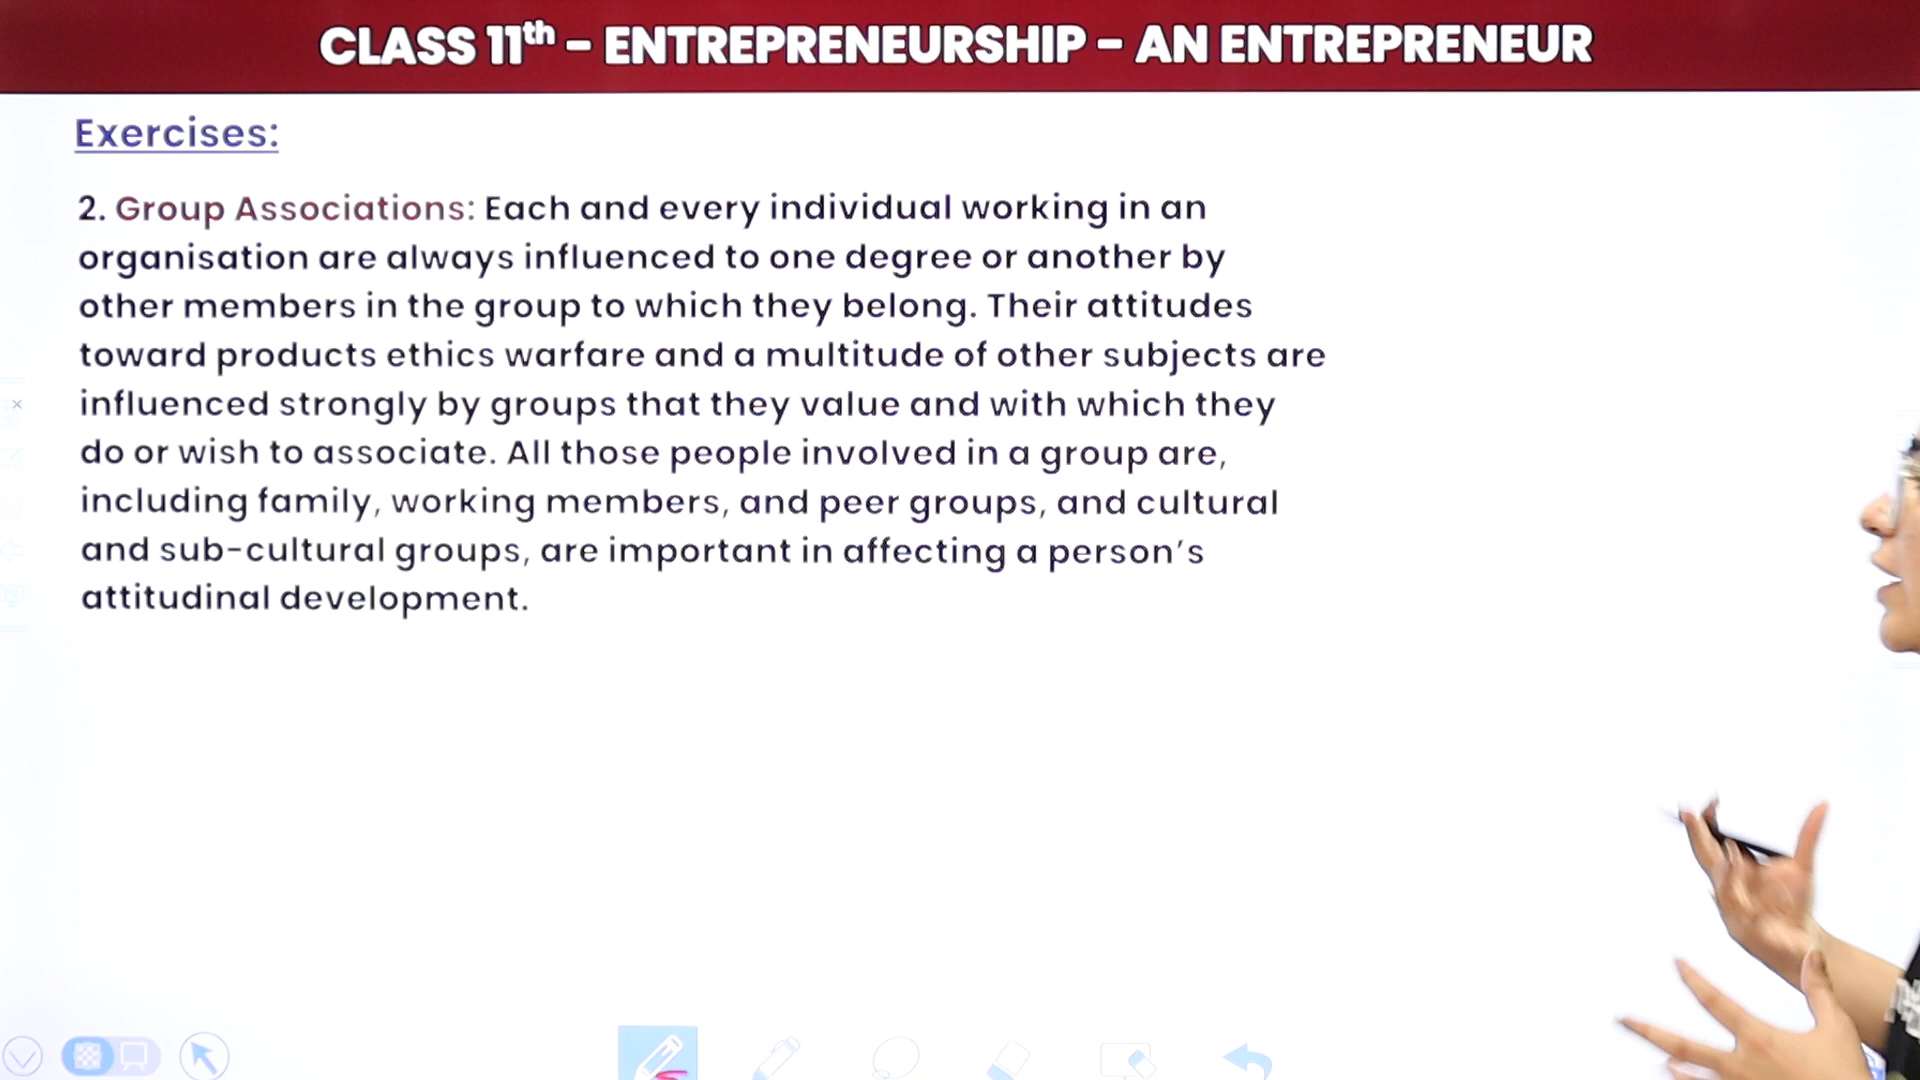 CLASS 11th – ENTREPRENEURSHIP – AN ENTREPRENEUR
Exercises:
2. Group Associations: Each and every individual working in an
organisation are always influenced to one degree or another by
other members in the group to which they belong. Their attitudes
toward products ethics warfare and a multitude of other subjects are
influenced strongly by groups that they value and with which they
do or wish to associate. All those people involved in a group are,
including family, working members, and peer groups, and cultural
and sub-cultural groups, are important in affecting a person's
attitudinal development.